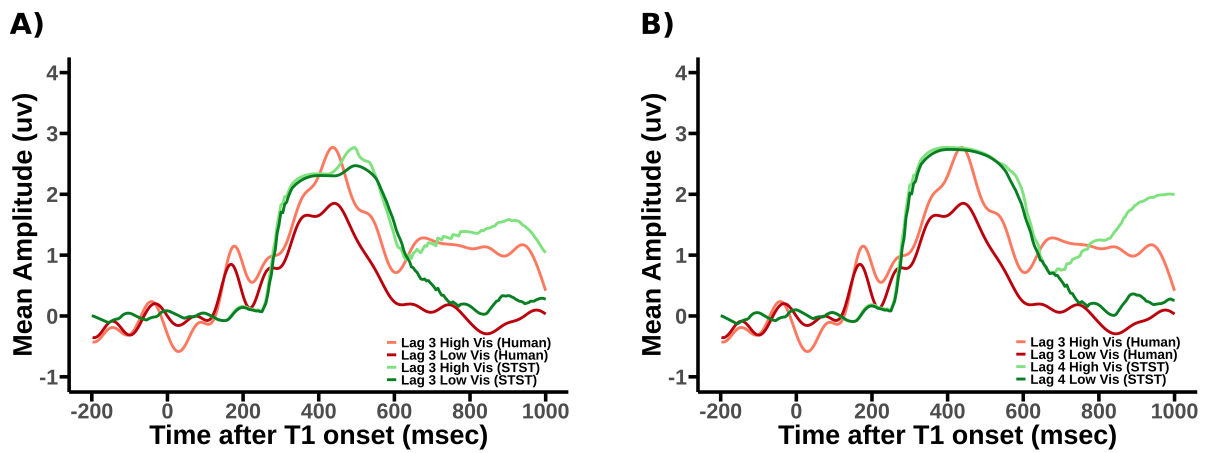 A)
4
3
2
1
0
-1
Mean Amplitude (uv)
Lag 3 High Vis (Human)
Lag 3 Low Vis (Human)
Lag 3 High Vis (STST)
Lag 3 Low Vis (STST)
-200 0 200 400 600 800 1000
Time after T1 onset (msec)
B)
4
3
2
1
0
-1
Mean Amplitude (uv)
Lag 3 High Vis (Human)
Lag 3 Low Vis (Human)
Lag 4 High Vis (STST)
Lag 4 Low Vis (STST)
-200 0 200 400 600 800 1000
Time after T1 onset (msec)